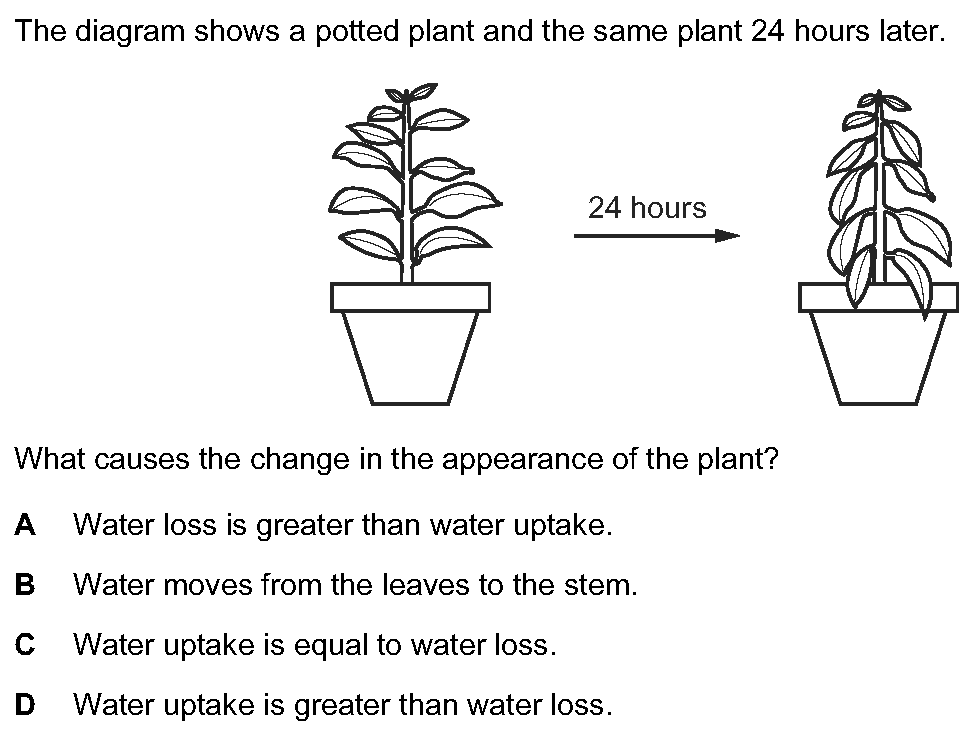 The diagram shows a potted plant and the same plant 24 hours later.
24 hours
What causes the change in the appearance of the plant?
A Water loss is greater than water uptake.
B Water moves from the leaves to the stem.
C Water uptake is equal to water loss.
D Water uptake is greater than water loss.